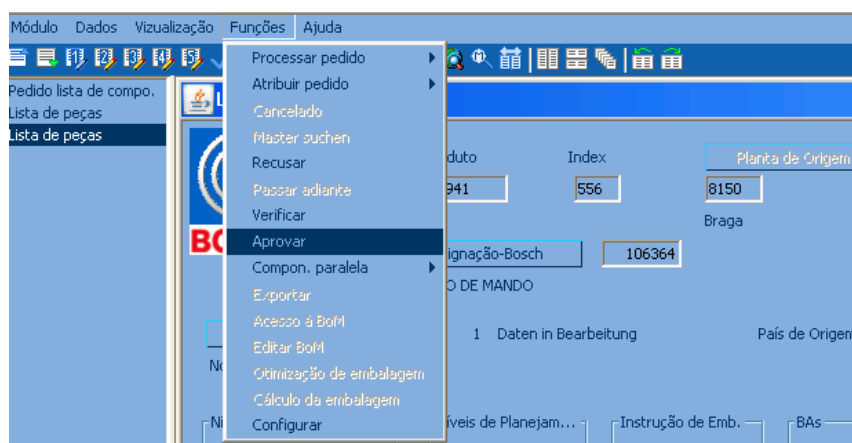 Módulo Dados Vizualização Funções Ajuda
Pedido lista de compo.
Lista de peças
Lista de peças
Processar pedido
Atribuir pedido
Cancelado
Master suchen
Recusar
Passar adiante
Verificar
Aprovar
Compon. paralela
Exportar
Acesso á BoM
Editar BoM
Otimização de embalagem
Cálculo da embalagem
Configurar
L
BO
duto Index Planta de Origem
941 556 8150
Braga
ignação-Bosch 106364
O DE MANDO
1 Daten in Bearbeitung País de Origem
No
Ní íveis de Planejam... Instrução de Emb. BAs